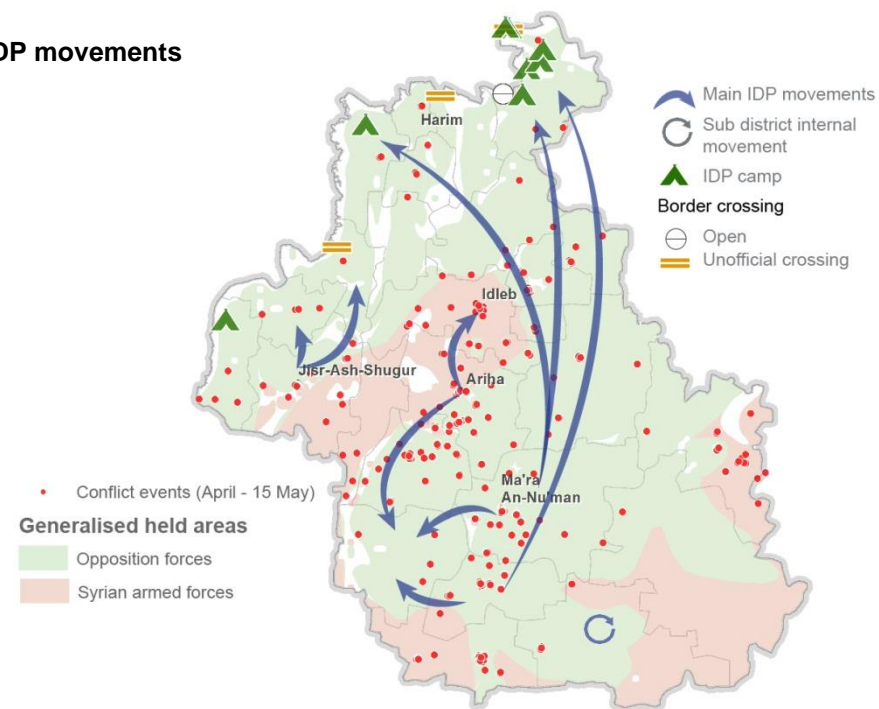 DP movements
Main IDP movements
Sub district internal
movement
IDP camp
Border crossing
Open
Unofficial crossing
Harim
Idleb
Jisr-Ash-Shugur
Ariha
Ma'ra
An-Nu'man
Conflict events (April - 15 May)
Generalised held areas
Opposition forces
Syrian armed forces